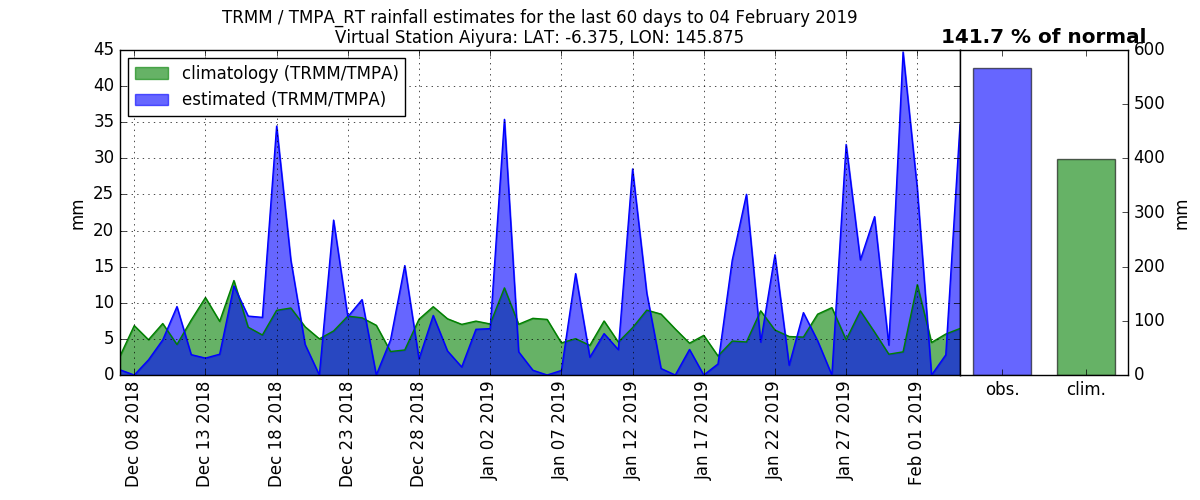 TRMM / TMPA_RT rainfall estimates for the last 60 days to 04 February 2019
Virtual Station Aiyura: LAT: -6.375, LON: 145.875
141.7 % of normal
climatology (TRMM/TMPA)
estimated (TRMM/TMPA)
mm
45
40
35
30
25
20
15
10
5
0
Dec 08 2018
Dec 13 2018
Dec 18 2018
Dec 23 2018
Dec 28 2018
Jan 02 2019
Jan 07 2019
Jan 12 2019
Jan 17 2019
Jan 22 2019
Jan 27 2019
Feb 01 2019
obs.
clim.
600
500
400
300
200
100
0
mm